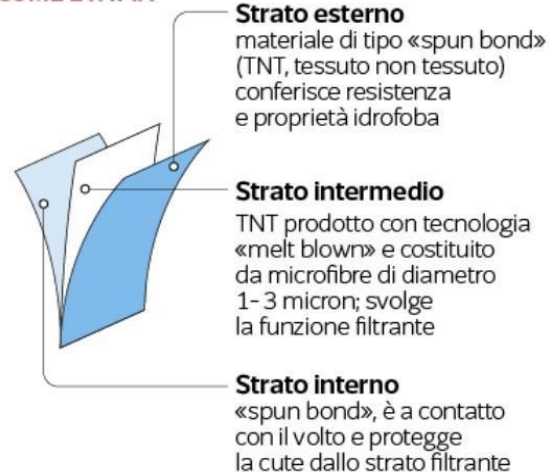 Strato esterno
materiale di tipo «spun bond»
(TNT, tessuto non tessuto)
conferisce resistenza
e proprietà idrofoba
Strato intermedio
TNT prodotto con tecnologia
«melt blown» e costituito
da microfibre di diametro
1- 3 micron; svolge
la funzione filtrante
Strato interno
«spun bond», è a contatto
con il volto e protegge
la cute dallo strato filtrante